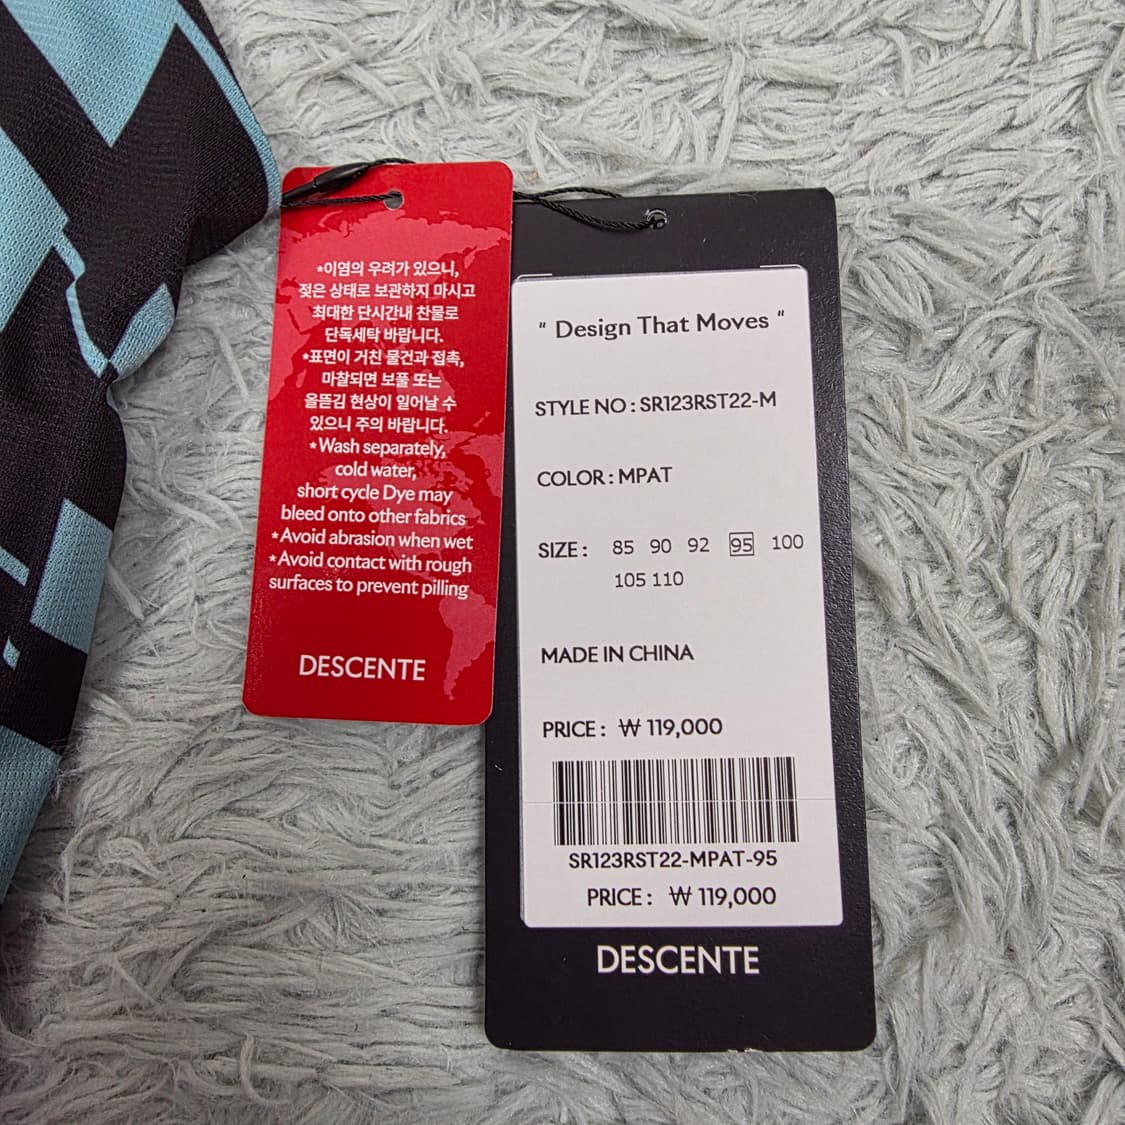 *이염의 우려가 있으니,
젖은 상태로 보관하지 마시고
최대한 단시간내 찬물로
단독세탁 바랍니다.
*표면이 거친 물건과 접촉,
마찰되면 보풀 또는
올뜯김 현상이 일어날 수
있으니 주의 바랍니다.
*Wash separately,
cold water,
short cycle Dye may
bleed onto other fabrics
*Avoid abrasion when wet
*Avoid contact with rough
surfaces to prevent pilling
DESCENTE
" Design That Moves "
STYLE NO : SR123RST22-M
COLOR : MPAT
SIZE : 85 90 92 95 100
105 110
MADE IN CHINA
PRICE : ₩ 119,000
SR123RST22-MPAT-95
PRICE : ₩ 119,000
DESCENTE